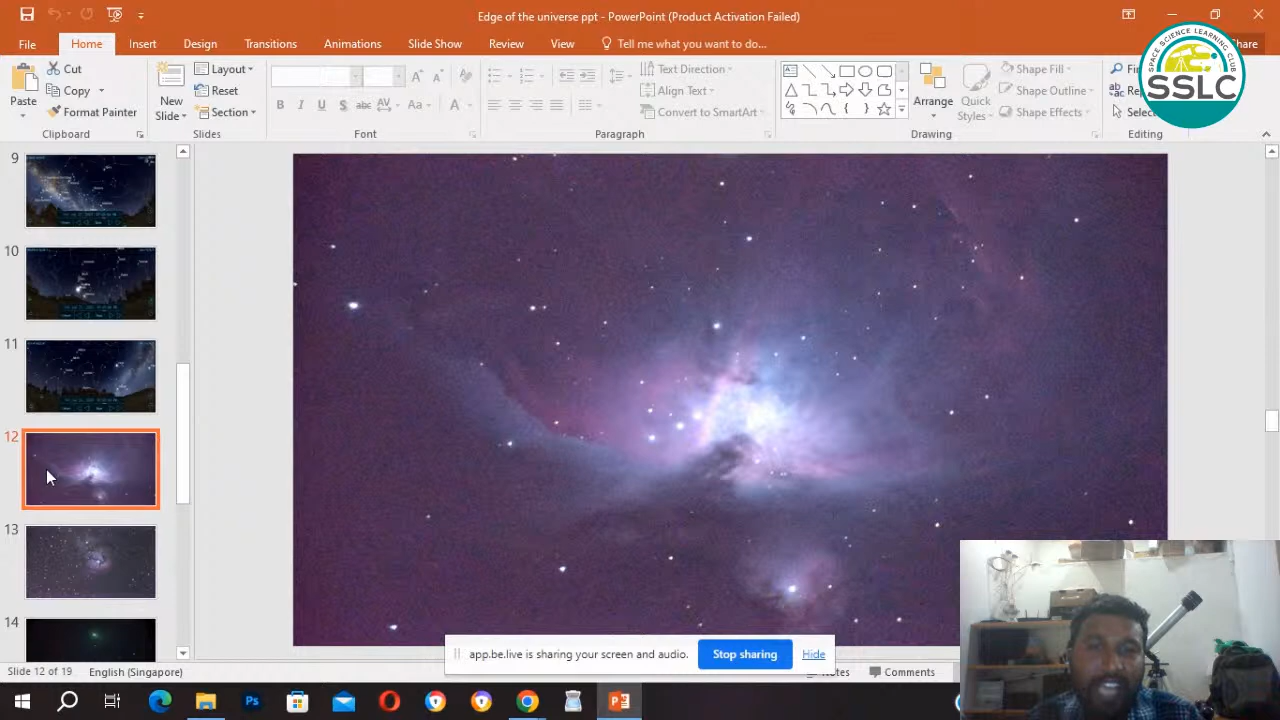 Edge of the universe ppt - PowerPoint (Product Activation Failed)
File Home Insert Design Transitions Animations Slide Show Review View Tell me what you want to do... Share
SPACE SCIENCE LEARNING CLUB
SSLC
Paste
Cut
Copy
Format Painter
Clipboard
New Slide
Layout
Reset
Section
Slides
B I U S abc AV Aa A
Font
Text Direction
Align Text
Convert to SmartArt
Paragraph
Arrange
Quick Styles
Shape Fill
Shape Outline
Shape Effects
Drawing
Editing
9
10
11
12
13
14
app.be.live is sharing your screen and audio. Stop sharing Hide
Slide 12 of 19 English (Singapore) Comments
Ps